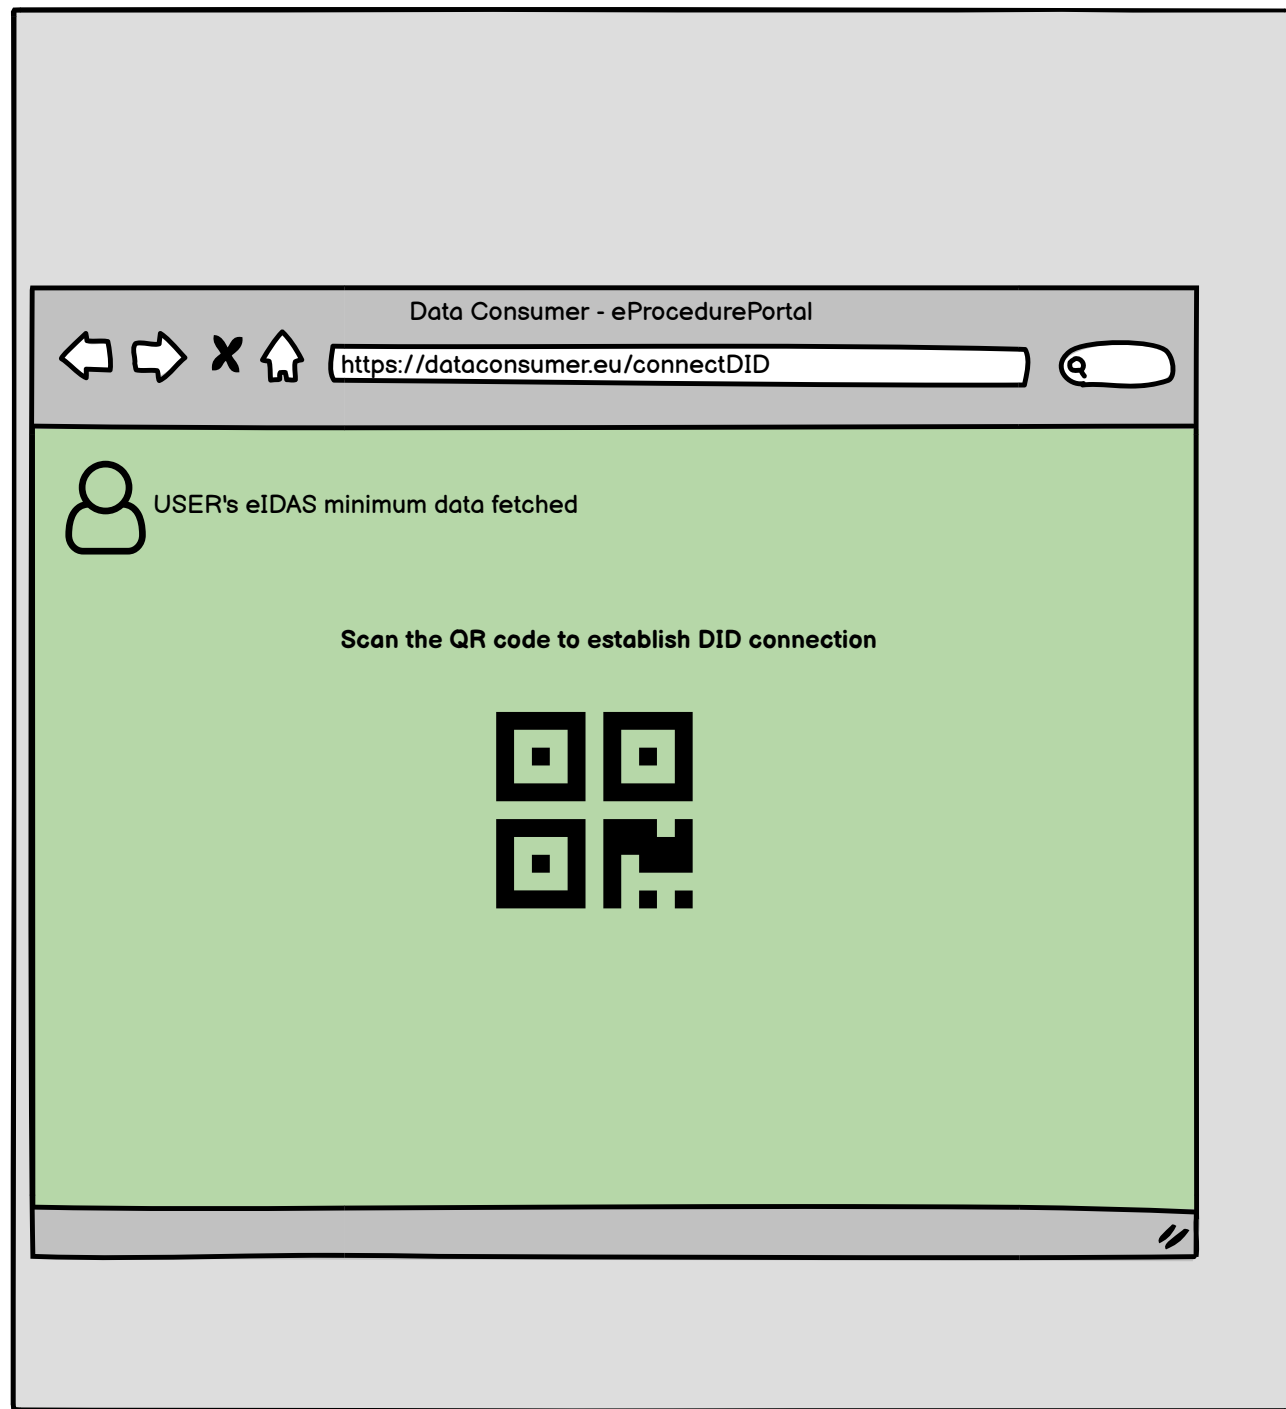 Data Consumer - eProcedurePortal
https://dataconsumer.eu/connectDID
USER's eIDAS minimum data fetched
Scan the QR code to establish DID connection